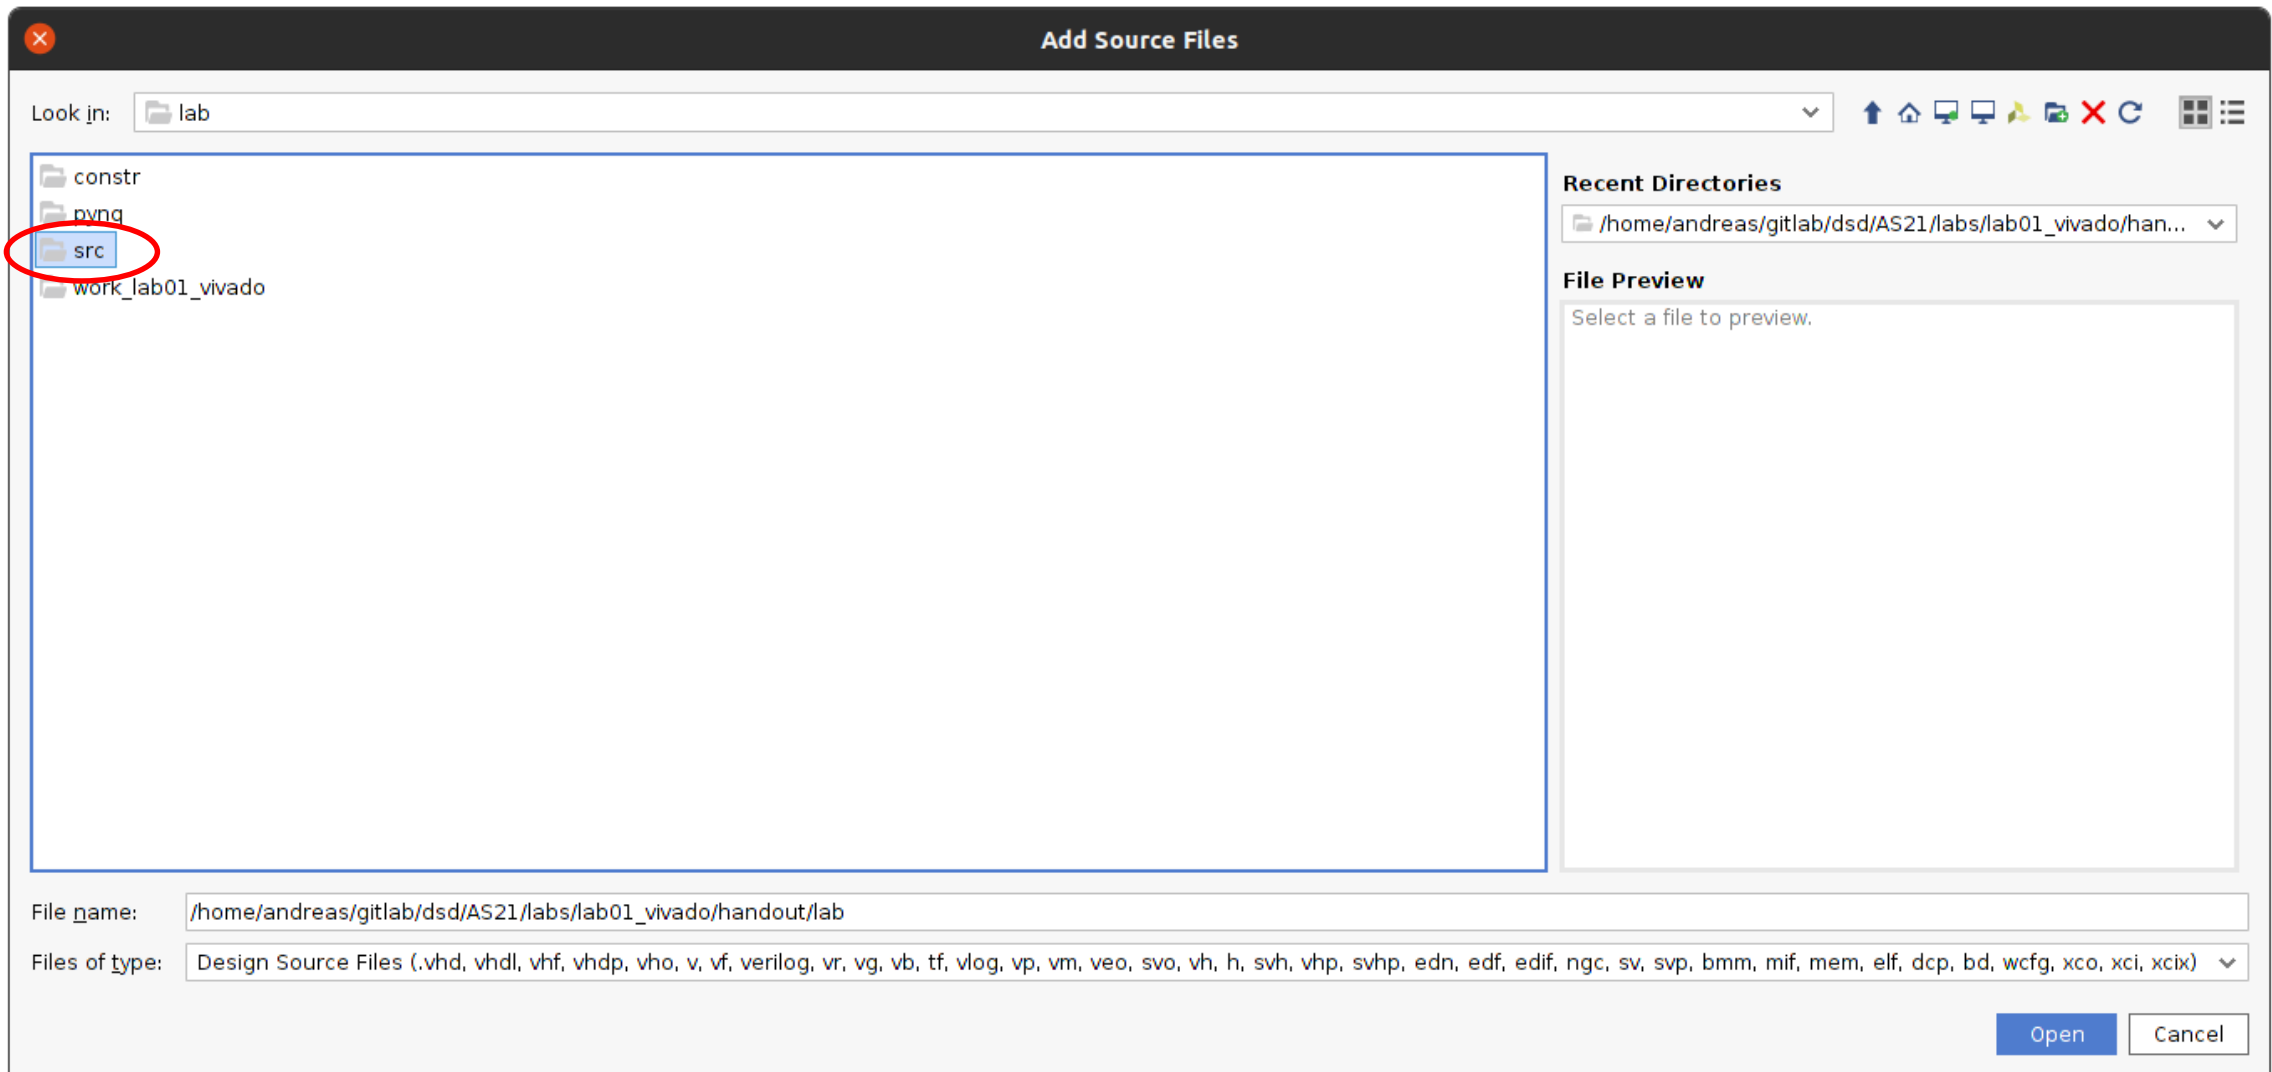 Add Source Files
Look in: lab
constr
pynq
src
work_lab01_vivado
Recent Directories
/home/andreas/gitlab/dsd/AS21/labs/lab01_vivado/han...
File Preview
Select a file to preview.
File name: /home/andreas/gitlab/dsd/AS21/labs/lab01_vivado/handout/lab
Files of type: Design Source Files (.vhd, vhdl, vhf, vhdp, vho, v, vf, verilog, vr, vg, vb, tf, vlog, vp, vm, veo, svo, vh, h, svh, vhp, svhp, edn, edf, edif, ngc, sv, svp, bmm, mif, mem, elf, dcp, bd, wcfg, xco, xci, xcix)
Open Cancel